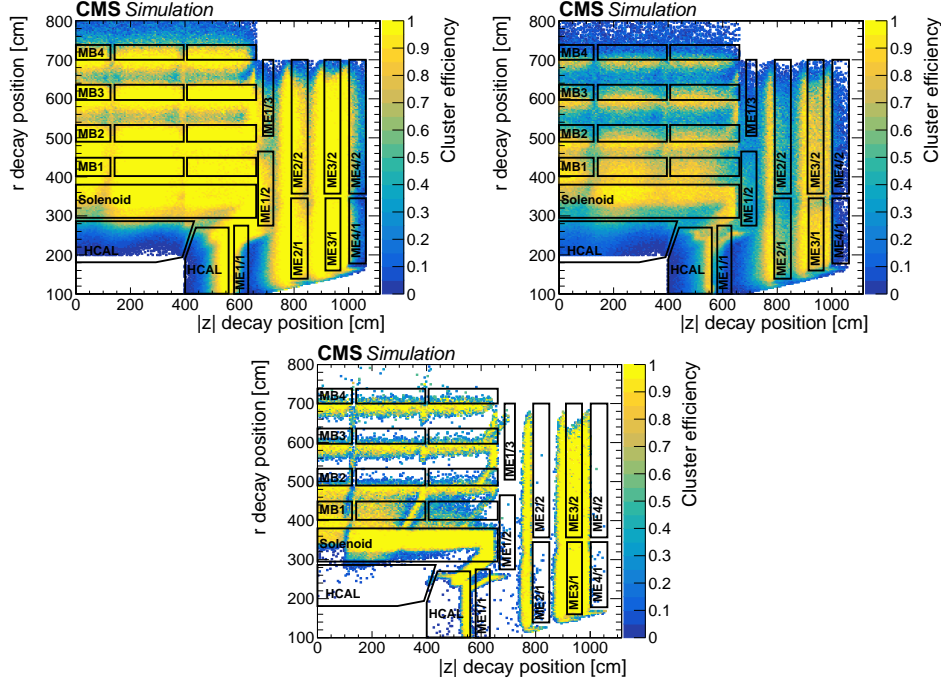 CMS Simulation
r decay position [cm]
800
700
600
500
400
300
200
100
MB4
MB3
MB2
MB1
Solenoid
HCAL
HCAL
ME1/1
ME1/2
ME1/3
ME2/1
ME2/2
ME3/1
ME3/2
ME4/1
ME4/2
0 200 400 600 800 1000
|z| decay position [cm]
1
0.9
0.8
0.7
0.6
0.5
0.4
0.3
0.2
0.1
0
Cluster efficiency
CMS Simulation
r decay position [cm]
800
700
600
500
400
300
200
100
MB4
MB3
MB2
MB1
Solenoid
HCAL
HCAL
ME1/1
ME1/2
ME1/3
ME2/1
ME2/2
ME3/1
ME3/2
ME4/1
ME4/2
0 200 400 600 800 1000
|z| decay position [cm]
1
0.9
0.8
0.7
0.6
0.5
0.4
0.3
0.2
0.1
0
Cluster efficiency
CMS Simulation
r decay position [cm]
800
700
600
500
400
300
200
100
MB4
MB3
MB2
MB1
Solenoid
HCAL
HCAL
ME1/1
ME1/2
ME1/3
ME2/1
ME2/2
ME3/1
ME3/2
ME4/1
ME4/2
0 200 400 600 800 1000
|z| decay position [cm]
1
0.9
0.8
0.7
0.6
0.5
0.4
0.3
0.2
0.1
0
Cluster efficiency